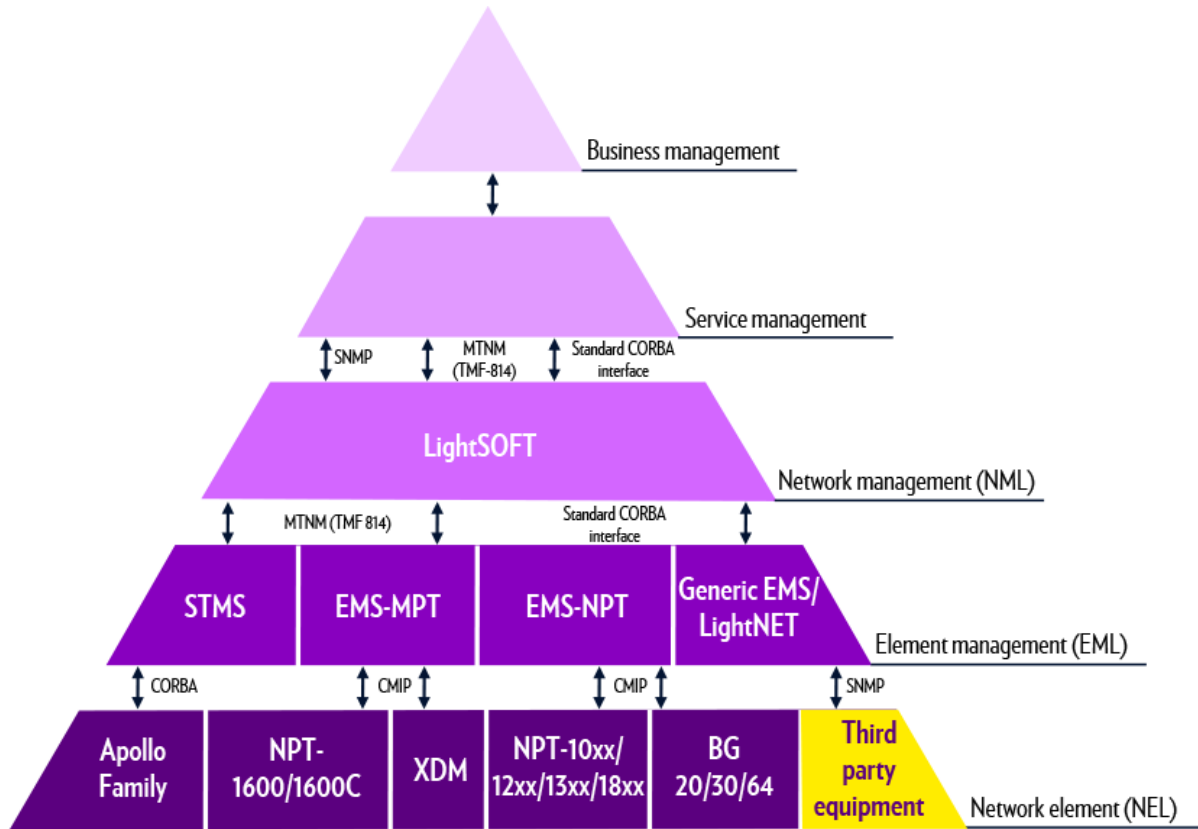 Business management
Service management
SNMP
MTNM
(TMF-814)
Standard CORBA
interface
LightSOFT
Network management (NML)
MTNM (TMF 814)
Standard CORBA
interface
STMS
EMS-MPT
EMS-NPT
Generic EMS/
LightNET
Element management (EML)
CORBA
CMIP
CMIP
SNMP
Apollo
Family
NPT-
1600/1600C
XDM
NPT-10xx/
12xx/13xx/18xx
BG
20/30/64
Third
party
equipment
Network element (NEL)